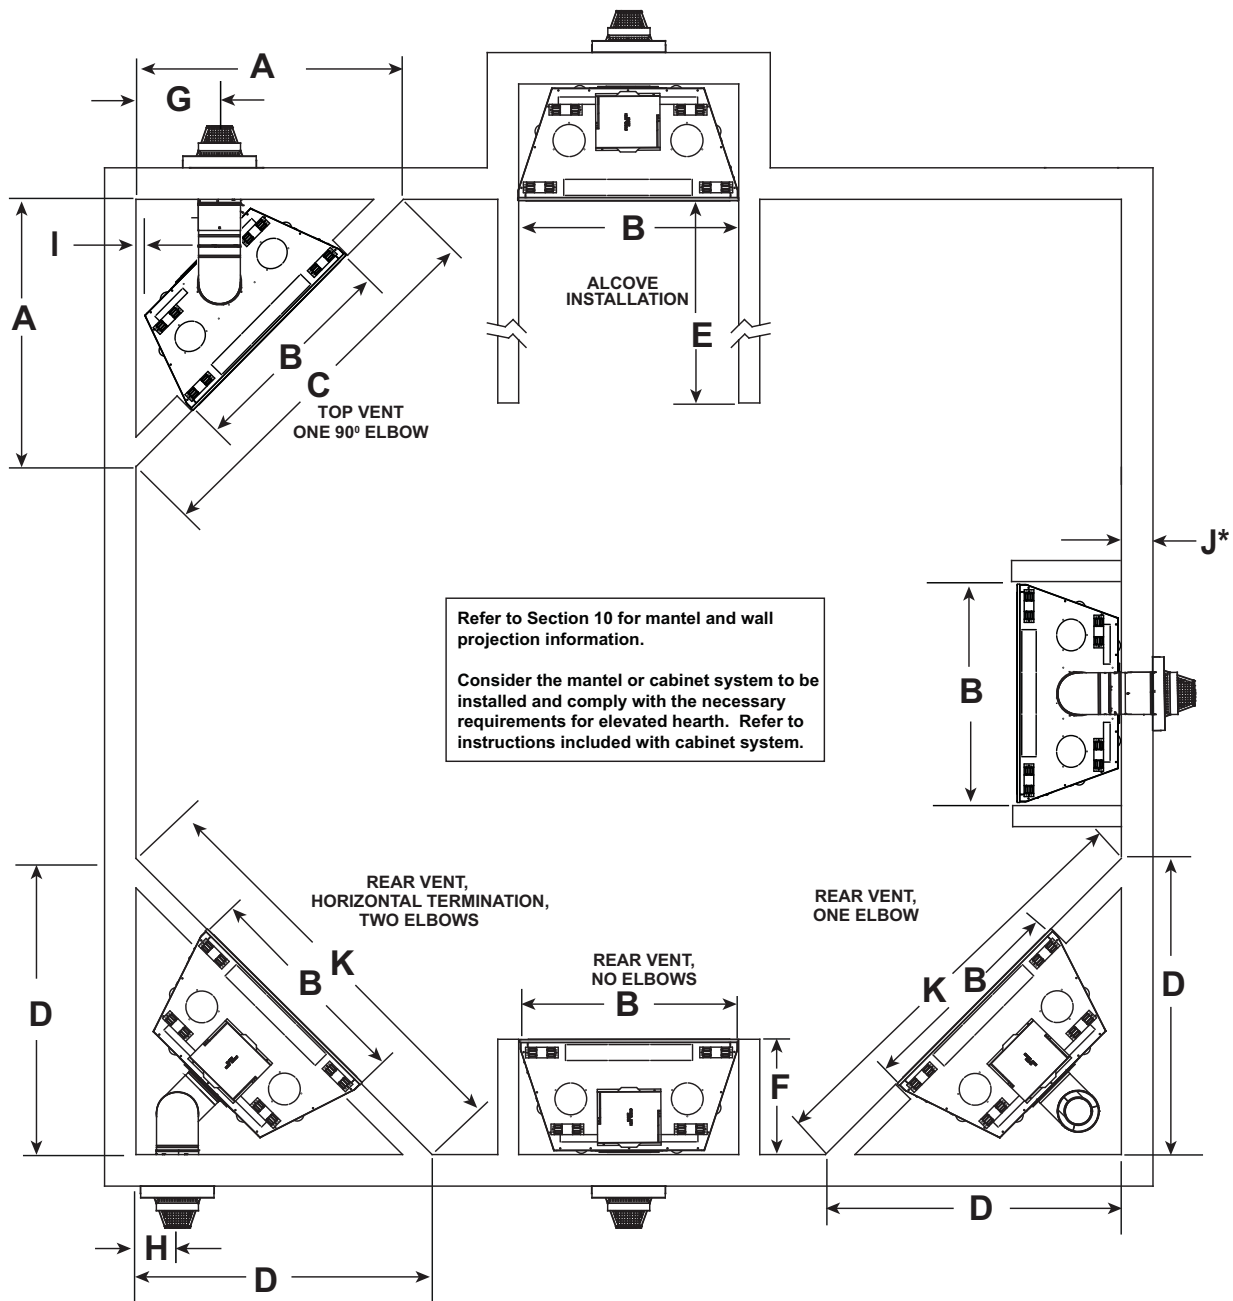 A
G
I
A
B
C
TOP VENT
ONE 90º ELBOW
B
ALCOVE
INSTALLATION
E
J*
B
Refer to Section 10 for mantel and wall
projection information.
Consider the mantel or cabinet system to be
installed and comply with the necessary
requirements for elevated hearth. Refer to
instructions included with cabinet system.
REAR VENT,
HORIZONTAL TERMINATION,
TWO ELBOWS
K
B
D
H
D
REAR VENT,
NO ELBOWS
B
F
REAR VENT,
ONE ELBOW
K
B
D
D